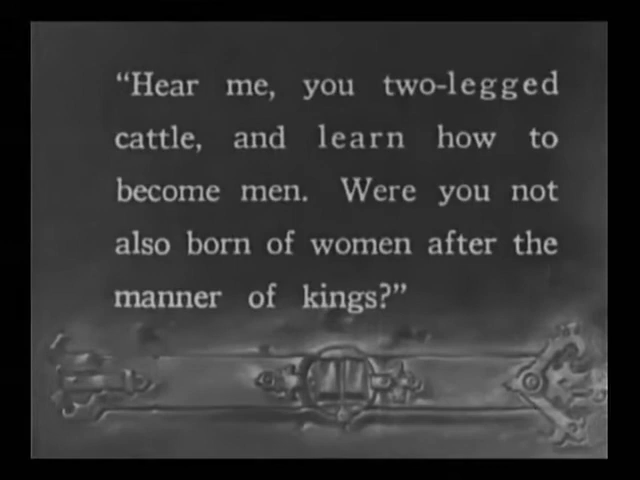 “Hear me, you two-legged
cattle, and learn how to
become men. Were you not
also born of women after the
manner of kings?”